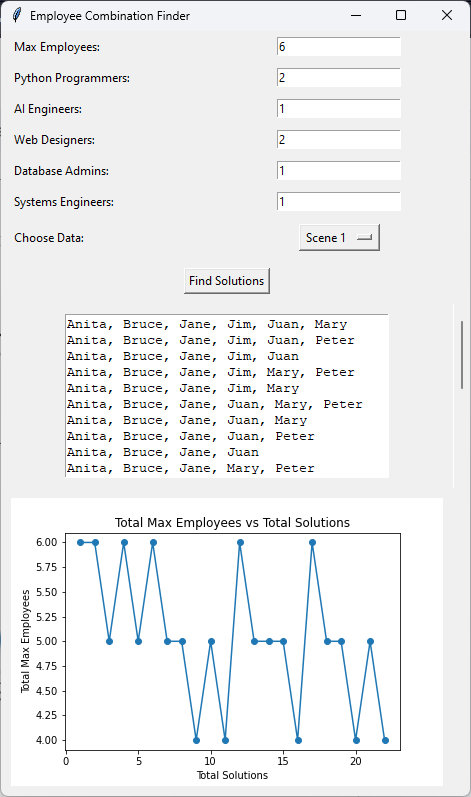 Employee Combination Finder
Max Employees: 6
Python Programmers: 2
AI Engineers: 1
Web Designers: 2
Database Admins: 1
Systems Engineers: 1
Choose Data: Scene 1
Find Solutions
Anita, Bruce, Jane, Jim, Juan, Mary
Anita, Bruce, Jane, Jim, Juan, Peter
Anita, Bruce, Jane, Jim, Juan
Anita, Bruce, Jane, Jim, Mary, Peter
Anita, Bruce, Jane, Jim, Mary
Anita, Bruce, Jane, Juan, Mary, Peter
Anita, Bruce, Jane, Juan, Mary
Anita, Bruce, Jane, Juan, Peter
Anita, Bruce, Jane, Juan
Anita, Bruce, Jane, Mary, Peter
Total Max Employees vs Total Solutions
Total Max Employees
6.00
5.75
5.50
5.25
5.00
4.75
4.50
4.25
4.00
0 5 10 15 20
Total Solutions